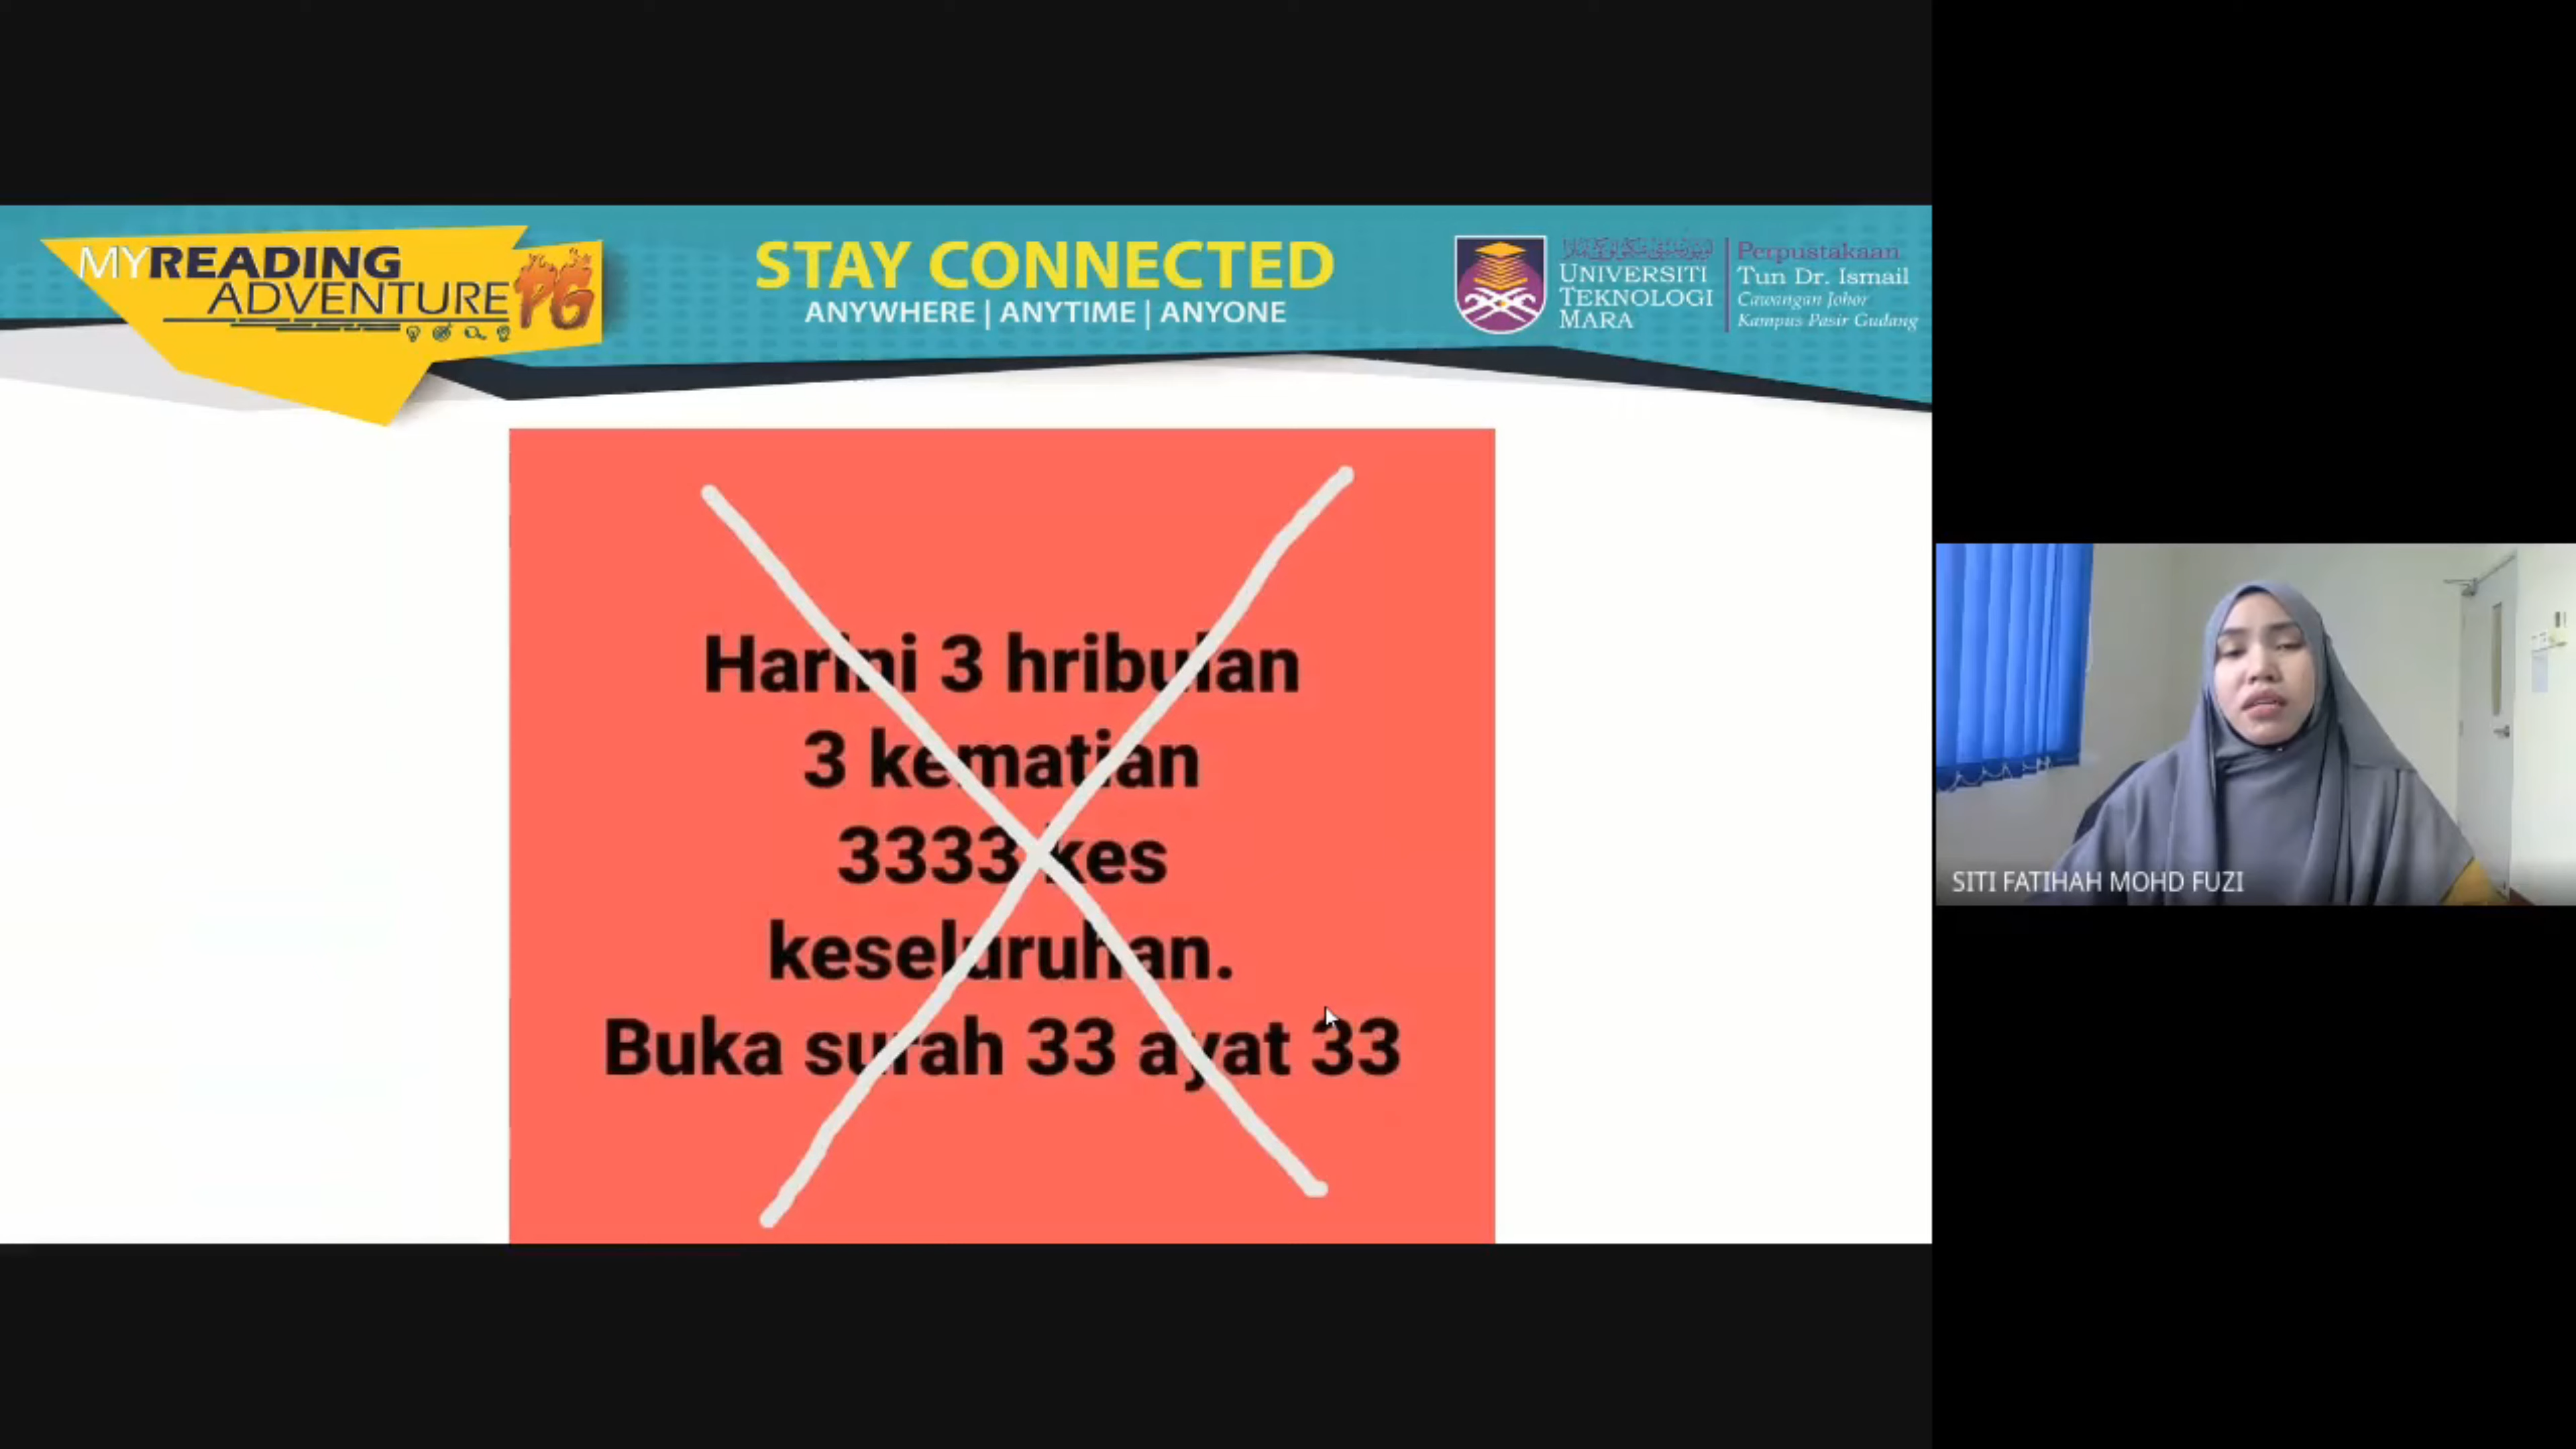 MYREADING
ADVENTURE PG
STAY CONNECTED
ANYWHERE | ANYTIME | ANYONE
UNIVERSITI
TEKNOLOGI
MARA
Perpustakaan
Tun Dr. Ismail
Cawangan Johor
Kampus Pasir Gudang
Harini 3 hribulan
3 kematian
3333 kes
keseluruhan.
Buka surah 33 ayat 33
SITI FATIHAH MOHD FUZI